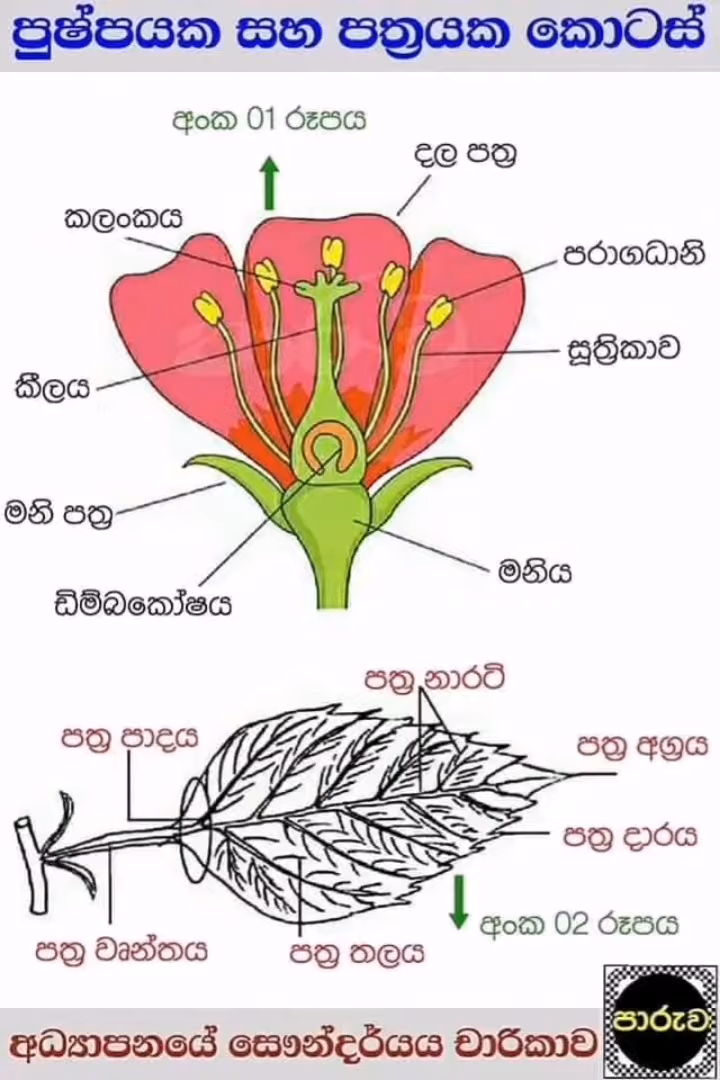 පුෂ්පයක සහ පත්‍රයක කොටස්
අංක 01 රූපය
දල පත්‍ර
කලංකය
පරාගධානි
සූත්‍රිකාව
කීලය
මනි පත්‍ර
මනිය
ඩිම්බකෝෂය
පත්‍ර නාරටි
පත්‍ර පාදය
පත්‍ර අග්‍රය
පත්‍ර දාරය
අංක 02 රූපය
පත්‍ර වෘන්තය
පත්‍ර තලය
පාරුව
අධ්‍යාපනයේ සෞන්දර්යය චාරිකාව